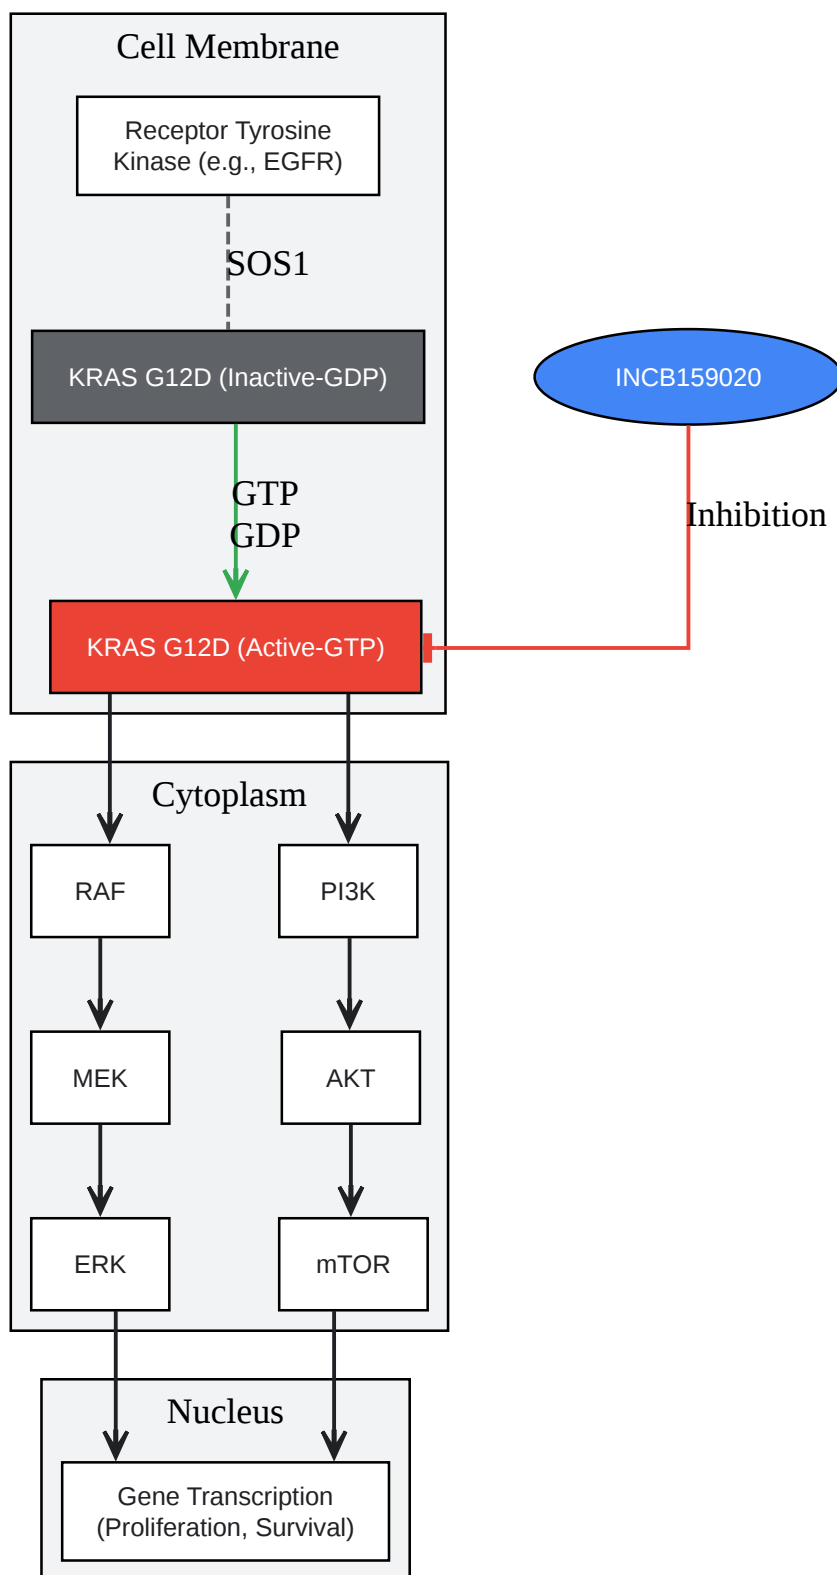 Cell Membrane
Receptor Tyrosine
Kinase (e.g., EGFR)
SOS1
KRAS G12D (Inactive-GDP)
INCB159020
GTP
GDP
Inhibition
KRAS G12D (Active-GTP)
Cytoplasm
RAF
PI3K
MEK
AKT
ERK
mTOR
Nucleus
Gene Transcription
(Proliferation, Survival)